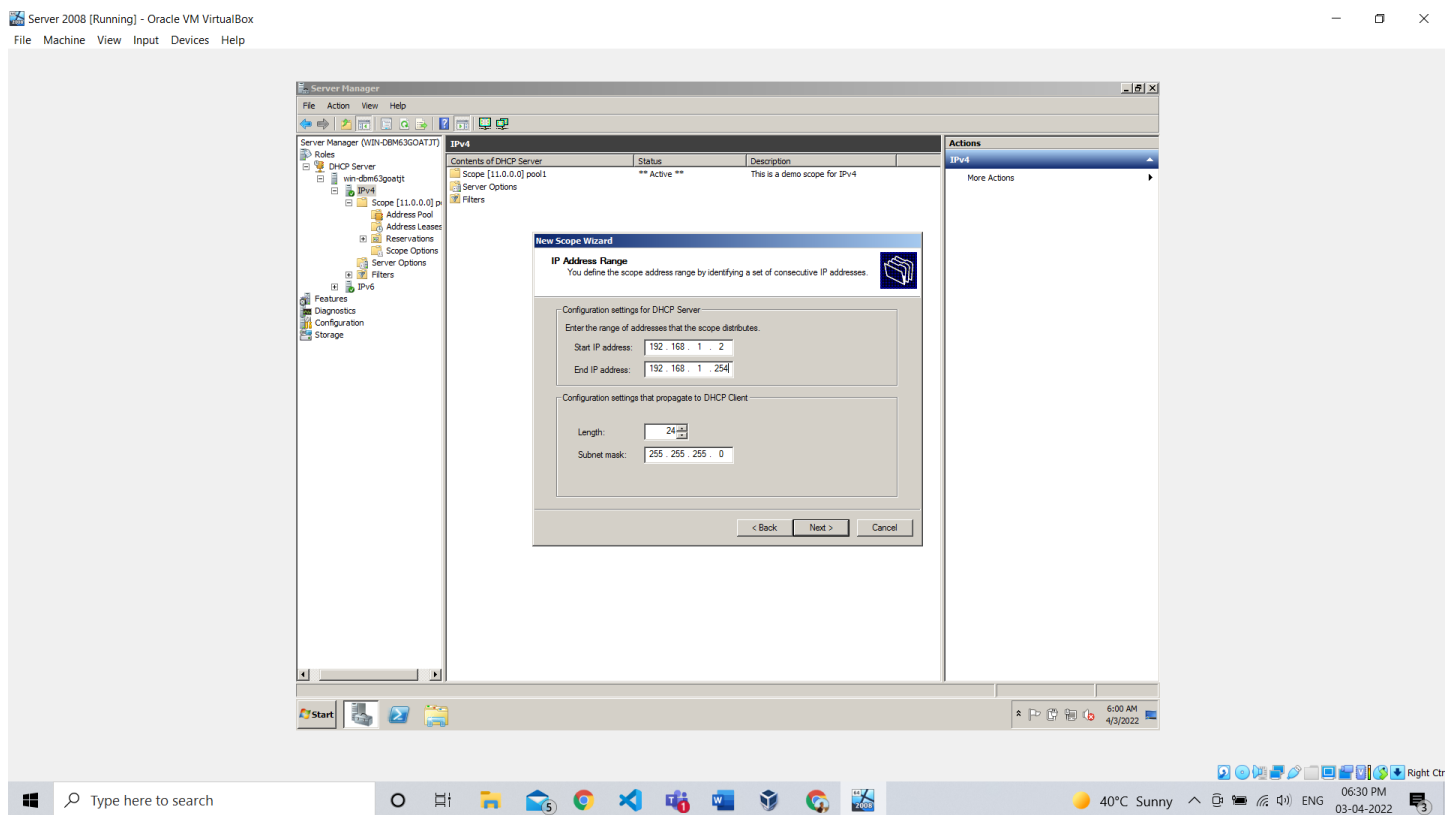 Server 2008 [Running] - Oracle VM VirtualBox
File Machine View Input Devices Help
Server Manager
File Action View Help
Server Manager (WIN-DBM63GOATJT)
Roles
DHCP Server
win-dbm63goatjt
IPv4
Scope [11.0.0.0] p
Address Pool
Address Leases
Reservations
Scope Options
Server Options
Filters
IPv6
Features
Diagnostics
Configuration
Storage
IPv4
Contents of DHCP Server Status Description
Scope [11.0.0.0] pool1 ** Active ** This is a demo scope for IPv4
Server Options
Filters
Actions
IPv4
More Actions
New Scope Wizard
IP Address Range
You define the scope address range by identifying a set of consecutive IP addresses.
Configuration settings for DHCP Server
Enter the range of addresses that the scope distributes.
Start IP address: 192 . 168 . 1 . 2
End IP address: 192 . 168 . 1 . 254
Configuration settings that propagate to DHCP Client
Length: 24
Subnet mask: 255 . 255 . 255 . 0
< Back Next > Cancel
Start
6:00 AM
4/3/2022
Right Ctr
Type here to search
5
1
2008
40°C Sunny
ENG
06:30 PM
03-04-2022
3